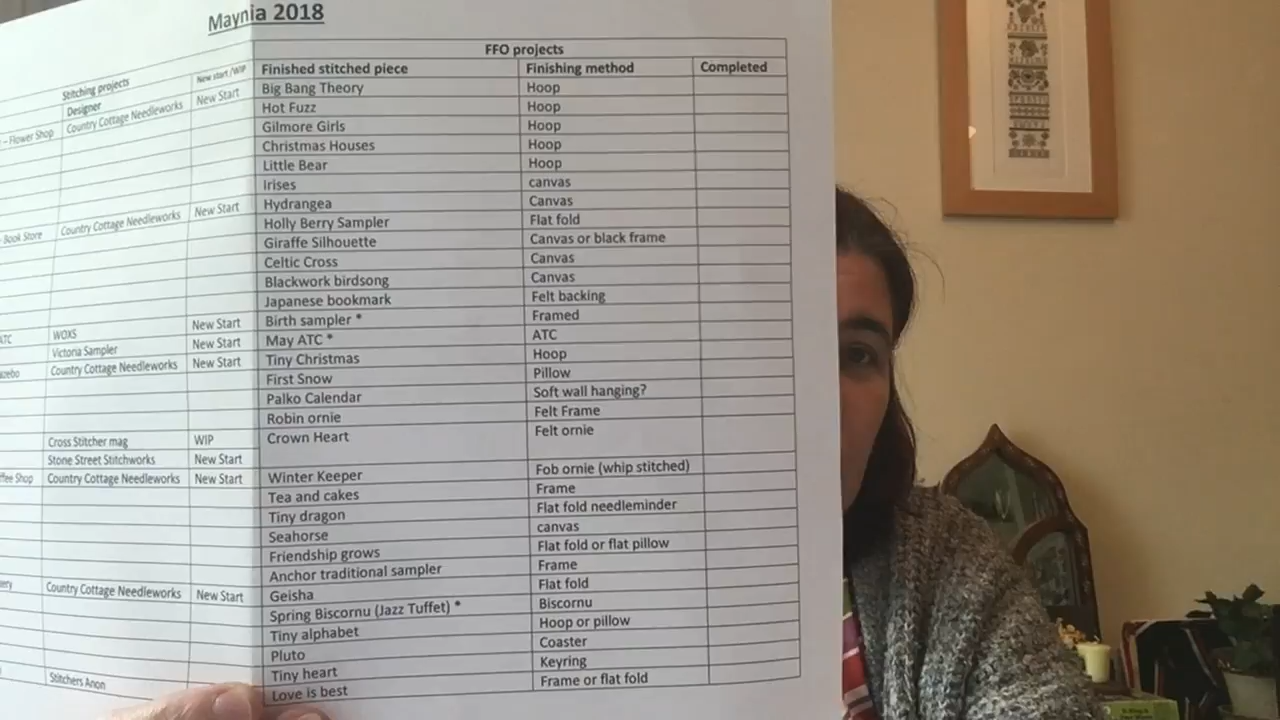 Maynia 2018
Stitching projects
FFO projects
Designer New start /WIP Finished stitched piece Finishing method Completed
– Flower Shop Country Cottage Needleworks New Start Big Bang Theory Hoop
Hot Fuzz Hoop
Gilmore Girls Hoop
Christmas Houses Hoop
Little Bear Hoop
Irises canvas
Hydrangea Canvas
- Book Store Country Cottage Needleworks New Start Holly Berry Sampler Flat fold
Giraffe Silhouette Canvas or black frame
Celtic Cross Canvas
Blackwork birdsong Canvas
Japanese bookmark Felt backing
ATC WOXS New Start Birth sampler * Framed
Victoria Sampler New Start May ATC * ATC
Country Cottage Needleworks New Start Tiny Christmas Hoop
First Snow Pillow
Palko Calendar Soft wall hanging?
Robin ornie Felt Frame
Cross Stitcher mag WIP Crown Heart Felt ornie
Stone Street Stitchworks New Start
Shop Country Cottage Needleworks New Start Winter Keeper Fob ornie (whip stitched)
Tea and cakes Frame
Tiny dragon Flat fold needleminder
Seahorse canvas
Friendship grows Flat fold or flat pillow
Anchor traditional sampler Frame
Country Cottage Needleworks New Start Geisha Flat fold
Spring Biscornu (Jazz Tuffet) * Biscornu
Tiny alphabet Hoop or pillow
Pluto Coaster
Tiny heart Keyring
Stitchers Anon Love is best Frame or flat fold